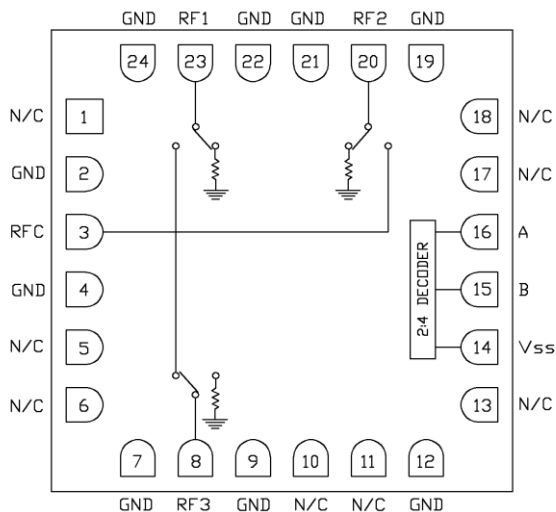 GND RF1 GND GND RF2 GND
24 23 22 21 20 19
N/C 1 18 N/C
GND 2 17 N/C
RFC 3 16 A
GND 4 15 B
N/C 5 14 Vss
N/C 6 13 N/C
2:4 DECODER
7 8 9 10 11 12
GND RF3 GND N/C N/C GND